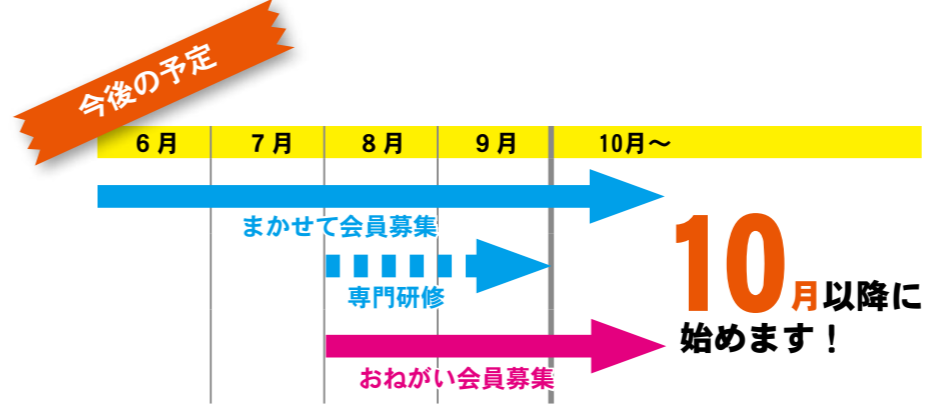 今後の予定
6月 7月 8月 9月 10月～
まかせて会員募集
専門研修
おねがい会員募集
10月以降に
始めます！